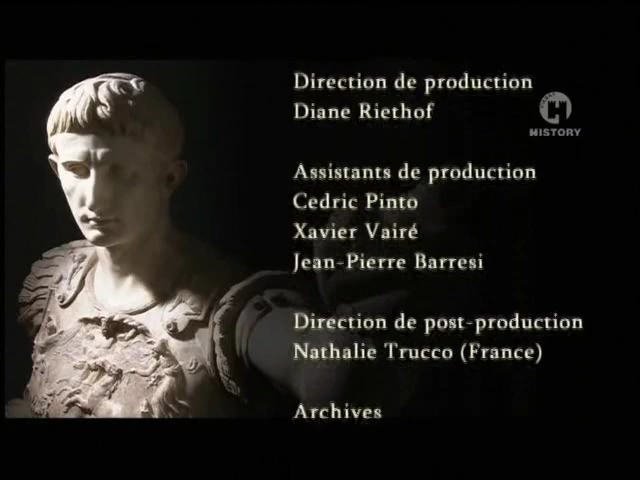 Direction de production
Diane Riethof
HISTORY
Assistants de production
Cedric Pinto
Xavier Vairé
Jean-Pierre Barresi
Direction de post-production
Nathalie Trucco (France)
Archives